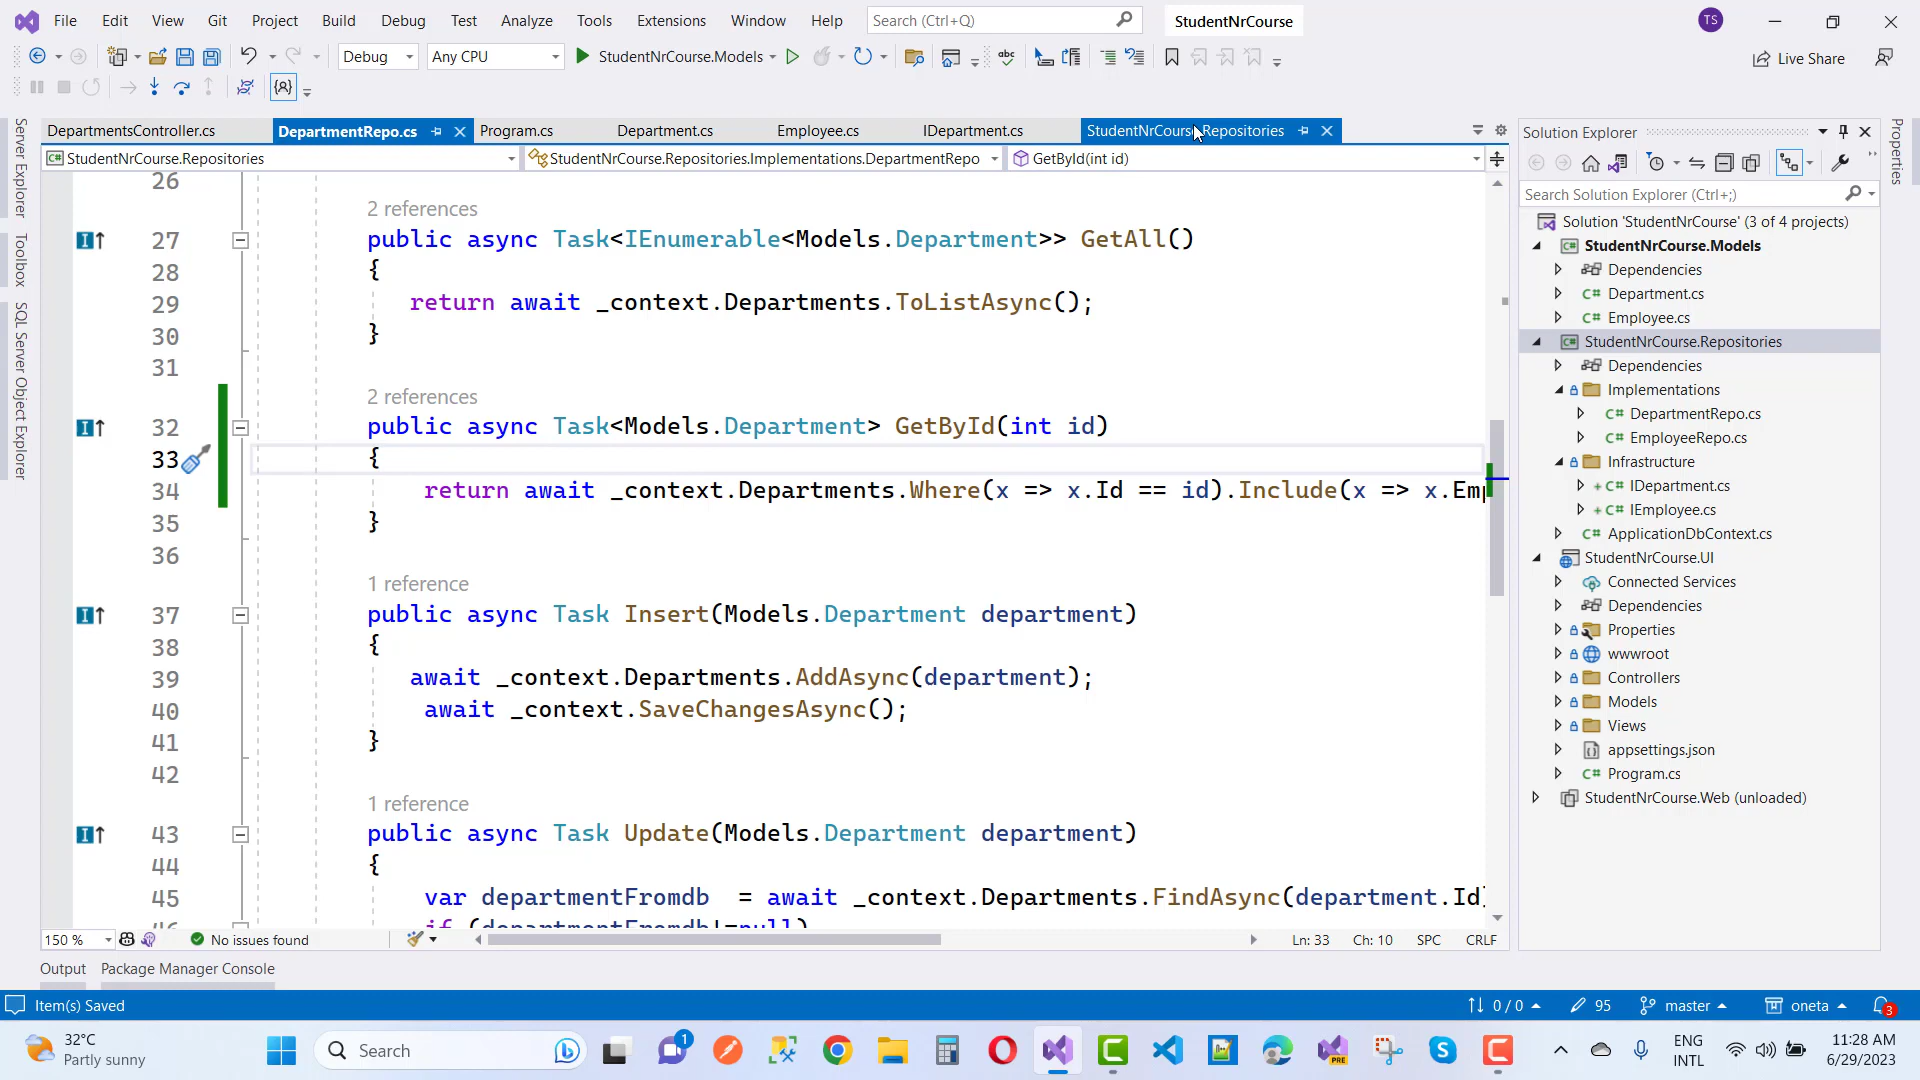 File Edit View Git Project Build Debug Test Analyze Tools Extensions Window Help Search (Ctrl+Q) StudentNrCourse TS
Debug Any CPU StudentNrCourse.Models abc Live Share
DepartmentsController.cs DepartmentRepo.cs Program.cs Department.cs Employee.cs IDepartment.cs StudentNrCourse.Repositories
StudentNrCourse.Repositories StudentNrCourse.Repositories.Implementations.DepartmentRepo GetById(int id)
Server Explorer
Toolbox
SQL Server Object Explorer
26
2 references
27 public async Task<IEnumerable<Models.Department>> GetAll()
28 {
29 return await _context.Departments.ToListAsync();
30 }
31
2 references
32 public async Task<Models.Department> GetById(int id)
33 {
34 return await _context.Departments.Where(x => x.Id == id).Include(x => x.Emp
35 }
36
1 reference
37 public async Task Insert(Models.Department department)
38 {
39 await _context.Departments.AddAsync(department);
40 await _context.SaveChangesAsync();
41 }
42
1 reference
43 public async Task Update(Models.Department department)
44 {
45 var departmentFromdb = await _context.Departments.FindAsync(department.Id
46 if (departmentFromdb!=null)
150 % No issues found Ln: 33 Ch: 10 SPC CRLF
Output Package Manager Console
Solution Explorer
Search Solution Explorer (Ctrl+;)
Solution 'StudentNrCourse' (3 of 4 projects)
StudentNrCourse.Models
Dependencies
C# Department.cs
C# Employee.cs
StudentNrCourse.Repositories
Dependencies
Implementations
C# DepartmentRepo.cs
C# EmployeeRepo.cs
Infrastructure
+ C# IDepartment.cs
+ C# IEmployee.cs
C# ApplicationDbContext.cs
StudentNrCourse.UI
Connected Services
Dependencies
Properties
wwwroot
Controllers
Models
Views
appsettings.json
C# Program.cs
StudentNrCourse.Web (unloaded)
Properties
Item(s) Saved 0 / 0 95 master oneta 3
32°C
Partly sunny
Search 1 PRE
ENG
INTL
11:28 AM
6/29/2023